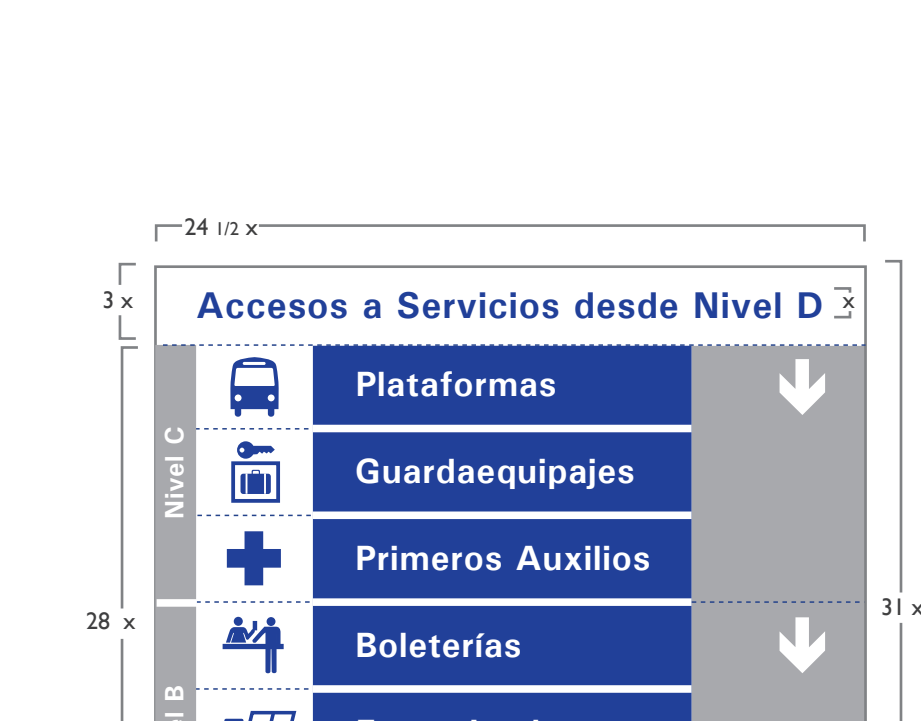 24 1/2 x
3 x
Accesos a Servicios desde Nivel D x
Plataformas
Nivel C
Guardaequipajes
Primeros Auxilios
28 x
31 x
Boleterías